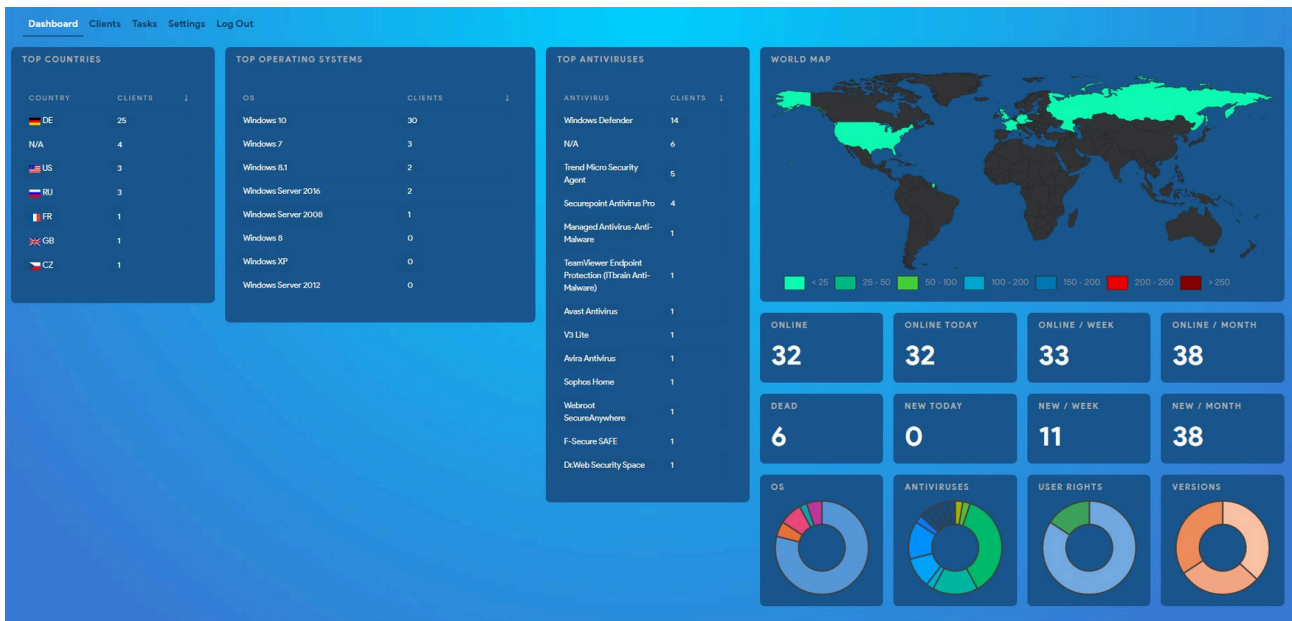 Dashboard Clients Tasks Settings Log Out
TOP COUNTRIES
COUNTRY CLIENTS ↓
DE 25
N/A 4
US 3
RU 3
FR 1
GB 1
CZ 1
TOP OPERATING SYSTEMS
OS CLIENTS ↓
Windows 10 30
Windows 7 3
Windows 8.1 2
Windows Server 2016 2
Windows Server 2008 1
Windows 8 0
Windows XP 0
Windows Server 2012 0
TOP ANTIVIRUSES
ANTIVIRUS CLIENTS ↓
Windows Defender 14
N/A 6
Trend Micro Security
Agent 5
Securepoint Antivirus Pro 4
Managed Antivirus-Anti-
Malware 1
TeamViewer Endpoint
Protection (ITbrain Anti- 1
Malware)
Avast Antivirus 1
V3 Lite 1
Avira Antivirus 1
Sophos Home 1
Webroot
SecureAnywhere 1
F-Secure SAFE 1
Dr.Web Security Space 1
WORLD MAP
< 25 25 - 50 50 - 100 100 - 200 150 - 200 200 - 250 > 250
ONLINE
32
ONLINE TODAY
32
ONLINE / WEEK
33
ONLINE / MONTH
38
DEAD
6
NEW TODAY
0
NEW / WEEK
11
NEW / MONTH
38
OS
ANTIVIRUSES
USER RIGHTS
VERSIONS